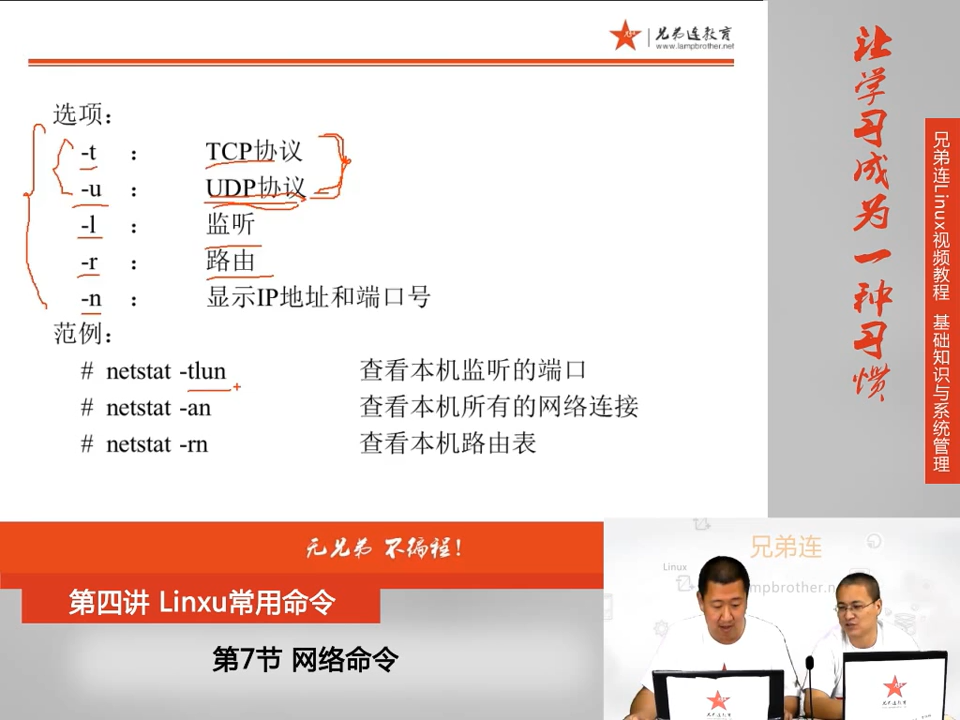 兄弟连教育
www.lampbrother.net
选项：
-t ： TCP协议
-u ： UDP协议
-l ： 监听
-r ： 路由
-n ： 显示IP地址和端口号
范例：
# netstat -tlun 查看本机监听的端口
# netstat -an 查看本机所有的网络连接
# netstat -rn 查看本机路由表
让学习成为一种习惯
兄弟连Linux视频教程 基础知识与系统管理
无兄弟 不编程！
第四讲 Linxu常用命令
第7节 网络命令
兄弟连
Linux